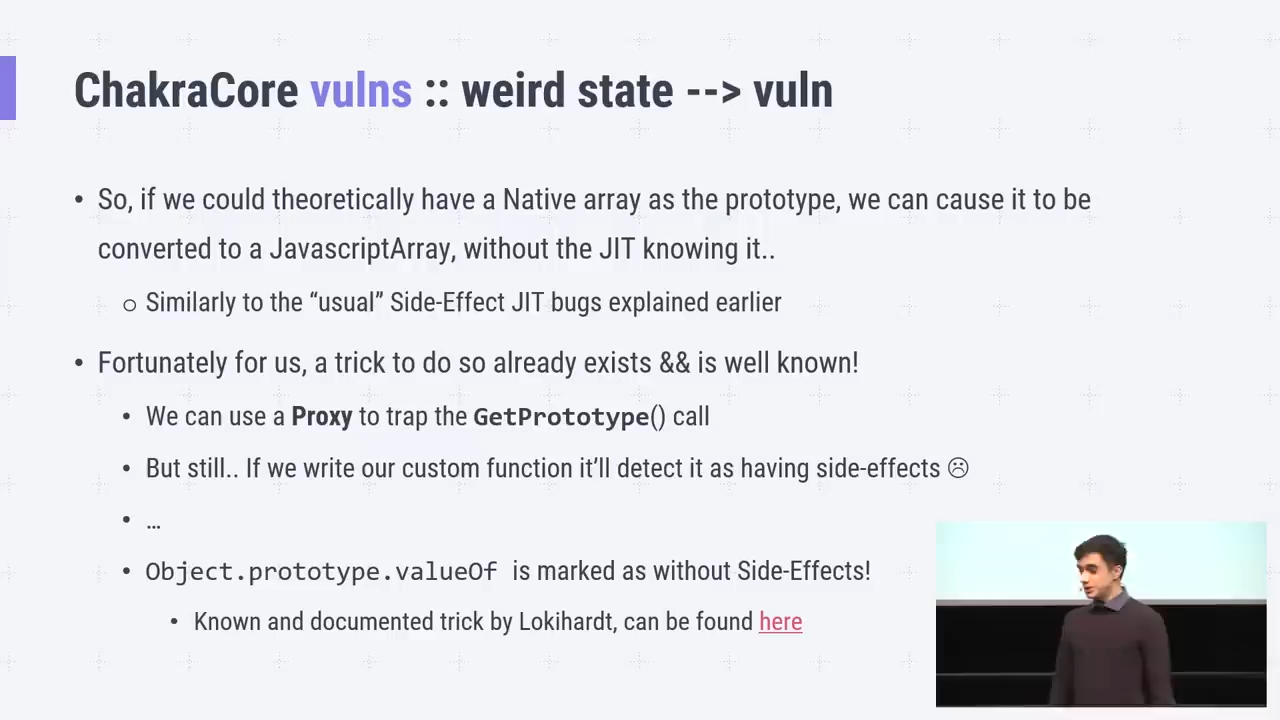 ChakraCore vulns :: weird state --> vuln
• So, if we could theoretically have a Native array as the prototype, we can cause it to be
converted to a JavascriptArray, without the JIT knowing it..
○ Similarly to the “usual” Side-Effect JIT bugs explained earlier
• Fortunately for us, a trick to do so already exists && is well known!
• We can use a Proxy to trap the GetPrototype() call
• But still.. If we write our custom function it’ll detect it as having side-effects ☹
• …
• Object.prototype.valueOf is marked as without Side-Effects!
• Known and documented trick by Lokihardt, can be found here